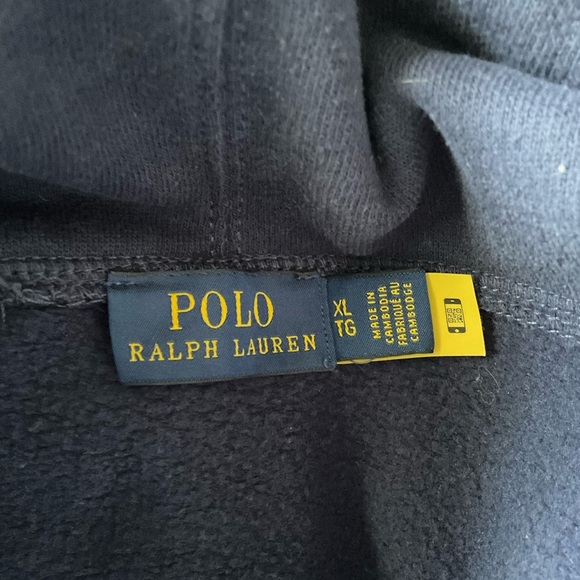 POLO
RALPH LAUREN
XL
TG
MADE IN
CAMBODIA
FABRIQUÉ AU
CAMBODGE